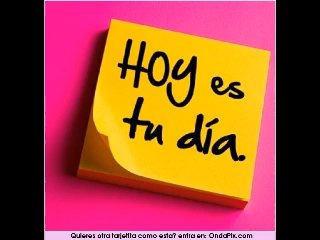 HOY es
tu día.
Quieres otra tarjetita como esta? entra en: OndaPix.com